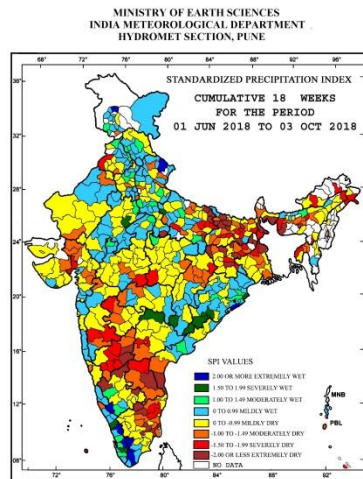 MINISTRY OF EARTH SCIENCES
INDIA METEOROLOGICAL DEPARTMENT
HYDROMET SECTION, PUNE
68° 72° 76° 80° 84° 88° 92° 96°
36°
STANDARDIZED PRECIPITATION INDEX
CUMULATIVE 18 WEEKS
FOR THE PERIOD
01 JUN 2018 TO 03 OCT 2018
32°
28°
24°
20°
16°
12°
08°
SPI VALUES
2.00 OR MORE EXTREMELY WET
1.50 TO 1.99 SEVERELY WET
1.00 TO 1.49 MODERATELY WET
0 TO 0.99 MILDLY WET
0 TO -0.99 MILDLY DRY
-1.00 TO -1.49 MODERATELY DRY
-1.50 TO -1.99 SEVERELY DRY
-2.00 OR LESS EXTREMELY DRY
NO DATA
MNB
PBL
76° 80° 84° 88° 92°